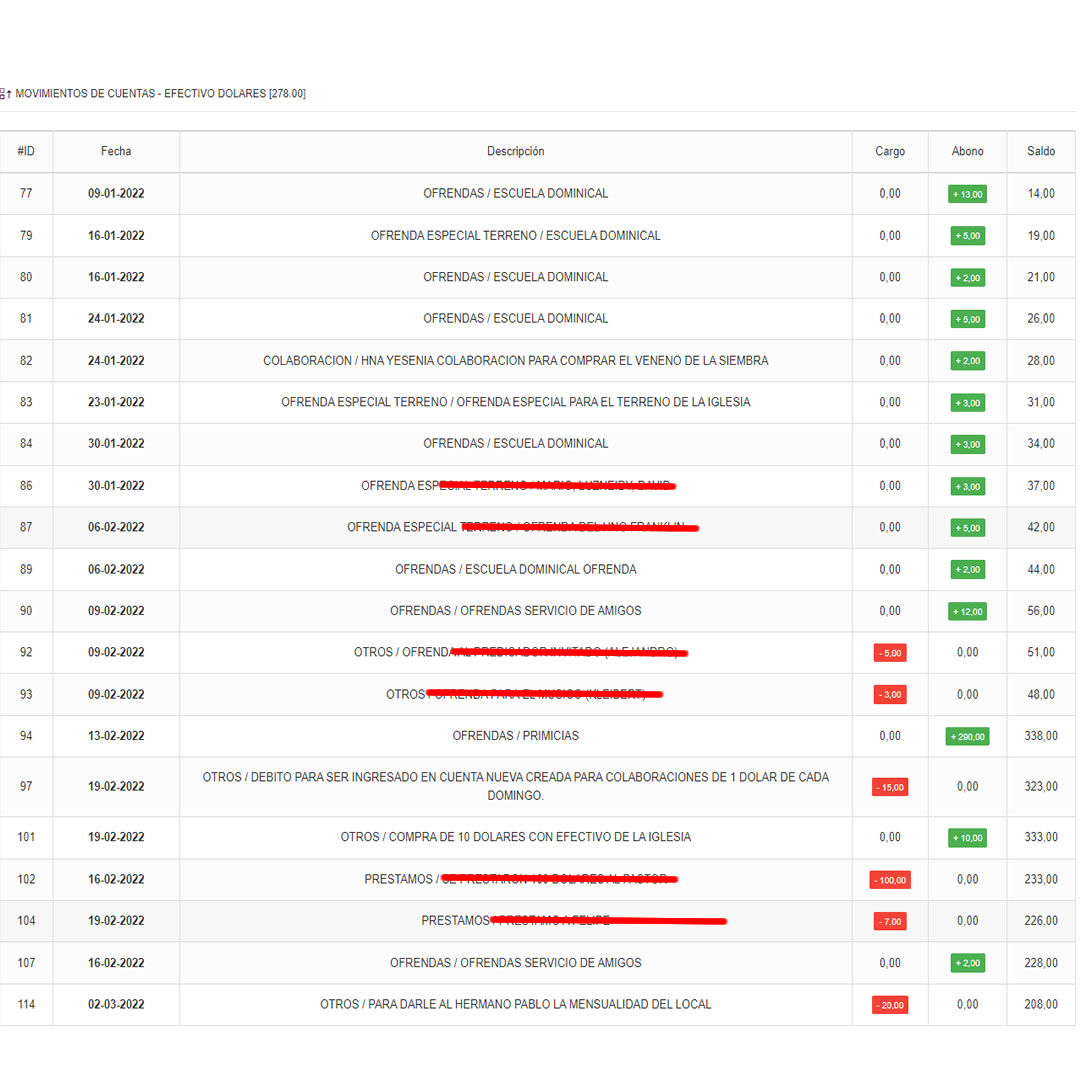 MOVIMIENTOS DE CUENTAS - EFECTIVO DOLARES [278.00]
#ID Fecha Descripción Cargo Abono Saldo
77 09-01-2022 OFRENDAS / ESCUELA DOMINICAL 0,00 + 13,00 14,00
79 16-01-2022 OFRENDA ESPECIAL TERRENO / ESCUELA DOMINICAL 0,00 + 5,00 19,00
80 16-01-2022 OFRENDAS / ESCUELA DOMINICAL 0,00 + 2,00 21,00
81 24-01-2022 OFRENDAS / ESCUELA DOMINICAL 0,00 + 5,00 26,00
82 24-01-2022 COLABORACION / HNA YESENIA COLABORACION PARA COMPRAR EL VENENO DE LA SIEMBRA 0,00 + 2,00 28,00
83 23-01-2022 OFRENDA ESPECIAL TERRENO / OFRENDA ESPECIAL PARA EL TERRENO DE LA IGLESIA 0,00 + 3,00 31,00
84 30-01-2022 OFRENDAS / ESCUELA DOMINICAL 0,00 + 3,00 34,00
86 30-01-2022 OFRENDA 0,00 + 3,00 37,00
87 06-02-2022 OFRENDA ESPECIAL 0,00 + 5,00 42,00
89 06-02-2022 OFRENDAS / ESCUELA DOMINICAL OFRENDA 0,00 + 2,00 44,00
90 09-02-2022 OFRENDAS / OFRENDAS SERVICIO DE AMIGOS 0,00 + 12,00 56,00
92 09-02-2022 OTROS / OFRENDA - 5,00 0,00 51,00
93 09-02-2022 OTROS - 3,00 0,00 48,00
94 13-02-2022 OFRENDAS / PRIMICIAS 0,00 + 290,00 338,00
97 19-02-2022 OTROS / DEBITO PARA SER INGRESADO EN CUENTA NUEVA CREADA PARA COLABORACIONES DE 1 DOLAR DE CADA - 15,00 0,00 323,00
DOMINGO.
101 19-02-2022 OTROS / COMPRA DE 10 DOLARES CON EFECTIVO DE LA IGLESIA 0,00 + 10,00 333,00
102 16-02-2022 PRESTAMOS / - 100,00 0,00 233,00
104 19-02-2022 PRESTAMOS - 7,00 0,00 226,00
107 16-02-2022 OFRENDAS / OFRENDAS SERVICIO DE AMIGOS 0,00 + 2,00 228,00
114 02-03-2022 OTROS / PARA DARLE AL HERMANO PABLO LA MENSUALIDAD DEL LOCAL - 20,00 0,00 208,00